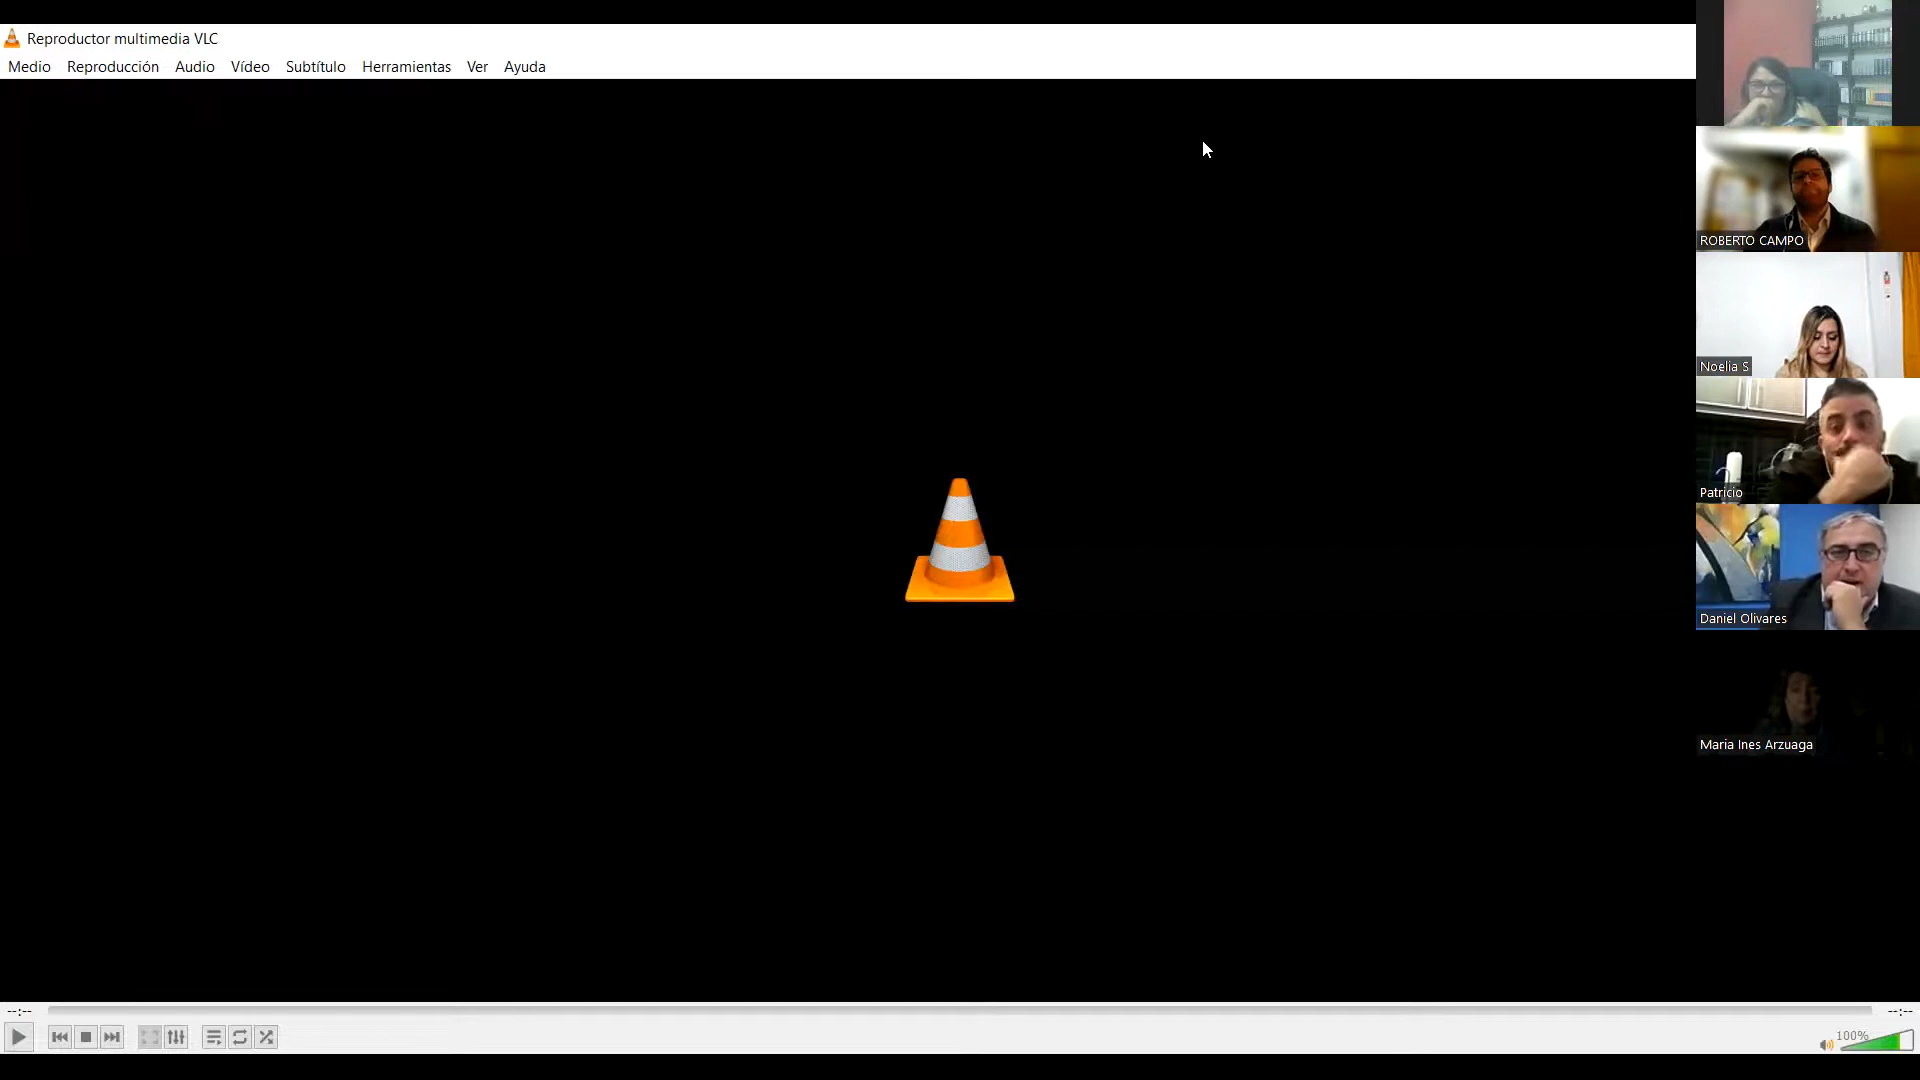 Reproductor multimedia VLC
Medio Reproducción Audio Vídeo Subtítulo Herramientas Ver Ayuda
ROBERTO CAMPO
Noelia S
Patricio
Daniel Olivares
Maria Ines Arzuaga
--:-- --:--
100%